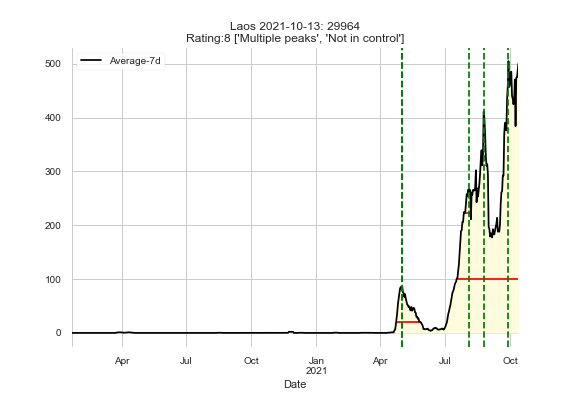 Laos 2021-10-13: 29964
Rating:8 ['Multiple peaks', 'Not in control']
Average-7d
500
400
300
200
100
0
Apr Jul Oct Jan Apr Jul Oct
2021
Date